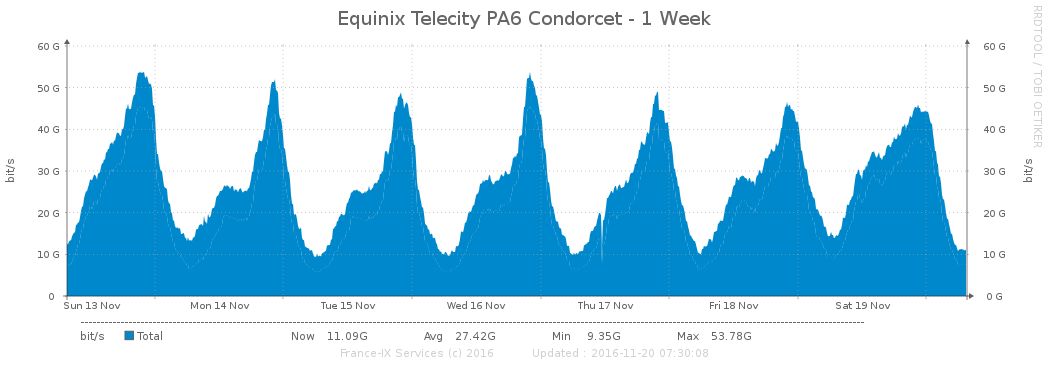 Equinix Telecity PA6 Condorcet - 1 Week
RRDTOOL / TOBI OETIKER
bit/s
60 G
50 G
40 G
30 G
20 G
10 G
0
60 G
50 G
40 G
30 G
20 G
10 G
0 G
bit/s
Sun 13 Nov Mon 14 Nov Tue 15 Nov Wed 16 Nov Thu 17 Nov Fri 18 Nov Sat 19 Nov
bit/s Total Now 11.09G Avg 27.42G Min 9.35G Max 53.78G
France-IX Services (c) 2016 Updated : 2016-11-20 07:30:08